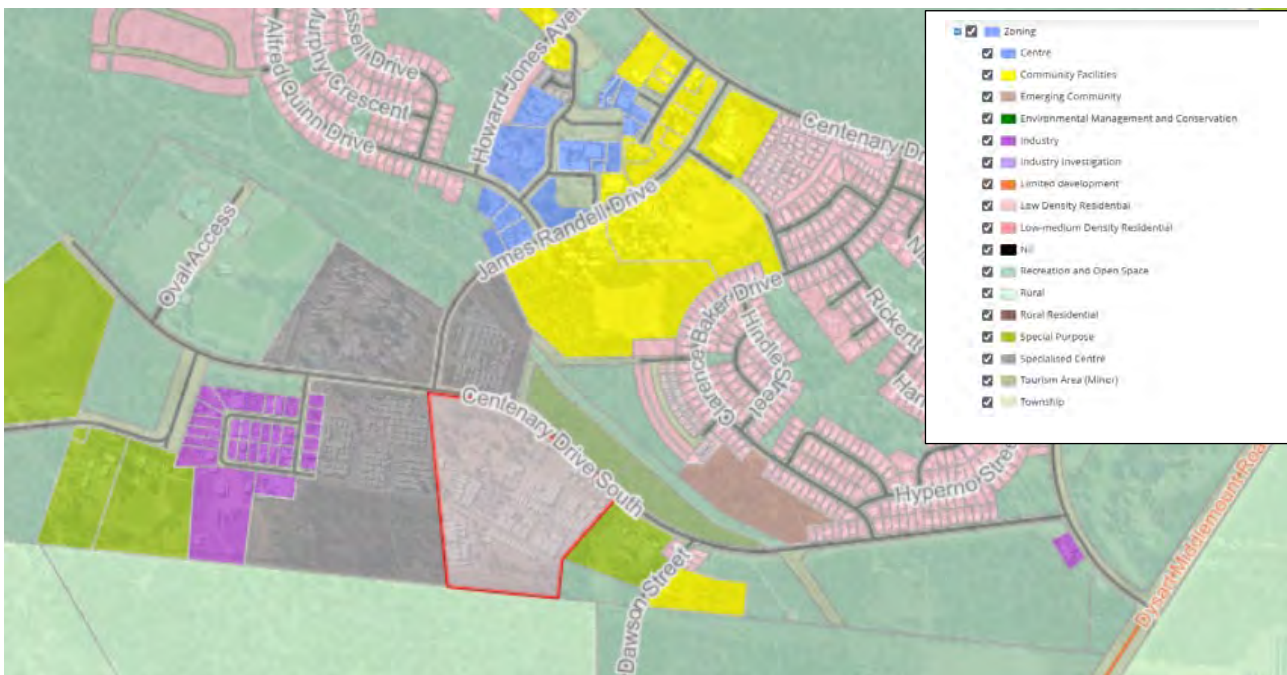 Alfred Quinn Drive
Crescent
Drive
Howard Jones
Centenary
James Randell Drive
Oval Access
Clarence Baker Drive
Hindle Street
Centenary Drive South
Hyperno Street
Dawson Street
Dysart Middlemount
Zoning
Centre
Community Facilities
Emerging Community
Environmental Management and Conservation
Industry
Industry Investigation
Limited development
Low Density Residential
Low-medium Density Residential
Nil
Recreation and Open Space
Rural
Rural Residential
Special Purpose
Specialised Centre
Tourism Area (Minor)
Township